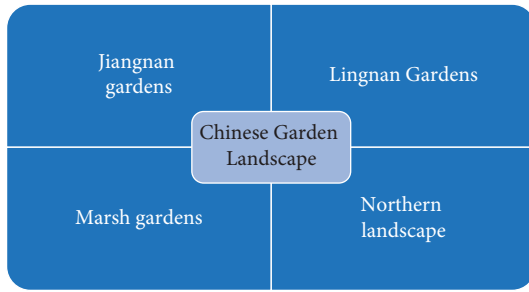 Jiangnan
gardens
Lingnan Gardens
Chinese Garden
Landscape
Marsh gardens
Northern
landscape